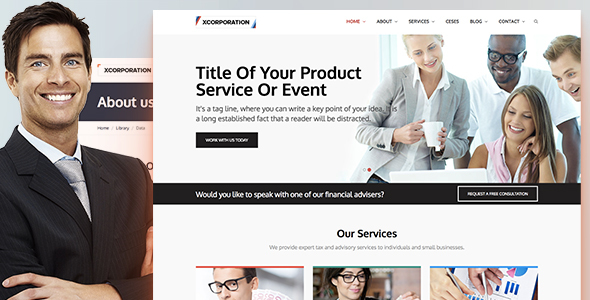 XCORPORATION
About us
Home / Library / Data
XCORPORATION
HOME ABOUT SERVICES CESES BLOG CONTACT
Title Of Your Product
Service Or Event
It's a tag line, where you can write a key point of your idea. It is
a long established fact that a reader will be distracted.
WORK WITH US TODAY
Would you like to speak with one of our financial advisers?
REQUEST A FREE CONSULTATION
Our Services
We provide expert tax and advisory services to individuals and small businesses.